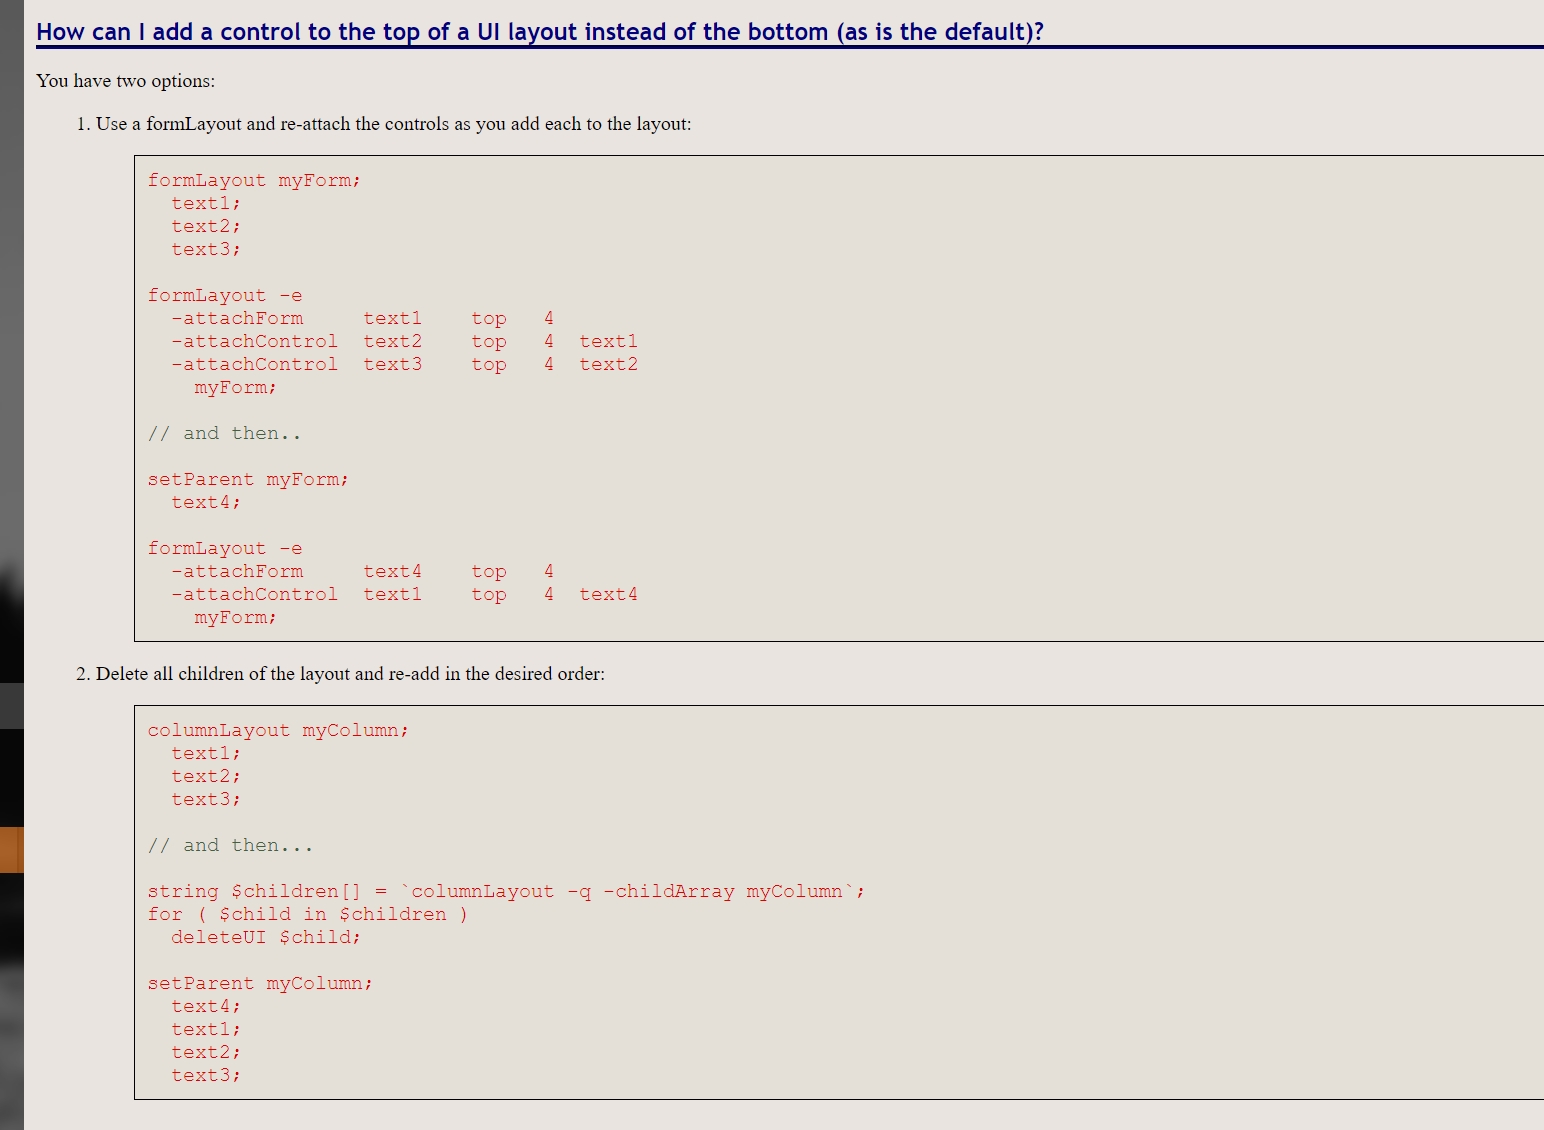 How can I add a control to the top of a UI layout instead of the bottom (as is the default)?
You have two options:
1. Use a formLayout and re-attach the controls as you add each to the layout:
formLayout myForm;
text1;
text2;
text3;
formLayout -e
-attachForm text1 top 4
-attachControl text2 top 4 text1
-attachControl text3 top 4 text2
myForm;
// and then..
setParent myForm;
text4;
formLayout -e
-attachForm text4 top 4
-attachControl text1 top 4 text4
myForm;
2. Delete all children of the layout and re-add in the desired order:
columnLayout myColumn;
text1;
text2;
text3;
// and then...
string $children[] = `columnLayout -q -childArray myColumn`;
for ( $child in $children )
deleteUI $child;
setParent myColumn;
text4;
text1;
text2;
text3;